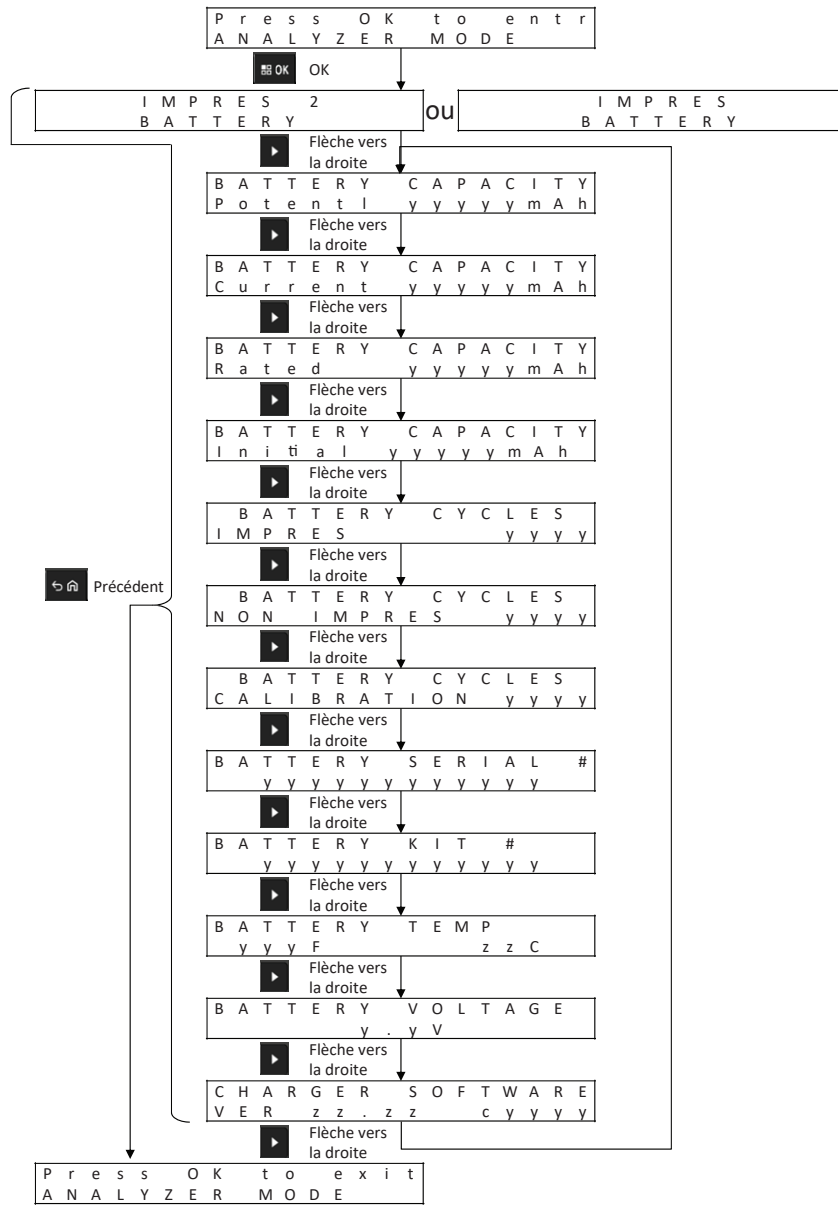 Press OK to entr
ANALYZER MODE
OK OK
IMPRES 2
BATTERY
ou
IMPRES
BATTERY
Flèche vers
la droite
BATTERY CAPACITY
Potentl yyyyymAh
Flèche vers
la droite
BATTERY CAPACITY
Current yyyyymAh
Flèche vers
la droite
BATTERY CAPACITY
Rated yyyyymAh
Flèche vers
la droite
BATTERY CAPACITY
Initial yyyyymAh
Flèche vers
la droite
BATTERY CYCLES
IMPRES yyyy
Flèche vers
la droite
Précédent
BATTERY CYCLES
NON IMPRES yyyy
Flèche vers
la droite
BATTERY CYCLES
CALIBRATION yyyy
Flèche vers
la droite
BATTERY SERIAL #
yyyyyyyyyyyy
Flèche vers
la droite
BATTERY KIT #
yyyyyyyyyyyy
Flèche vers
la droite
BATTERY TEMP
yyyF zzC
Flèche vers
la droite
BATTERY VOLTAGE
y.yV
Flèche vers
la droite
CHARGER SOFTWARE
VER zz.zz cyyyy
Flèche vers
la droite
Press OK to exit
ANALYZER MODE